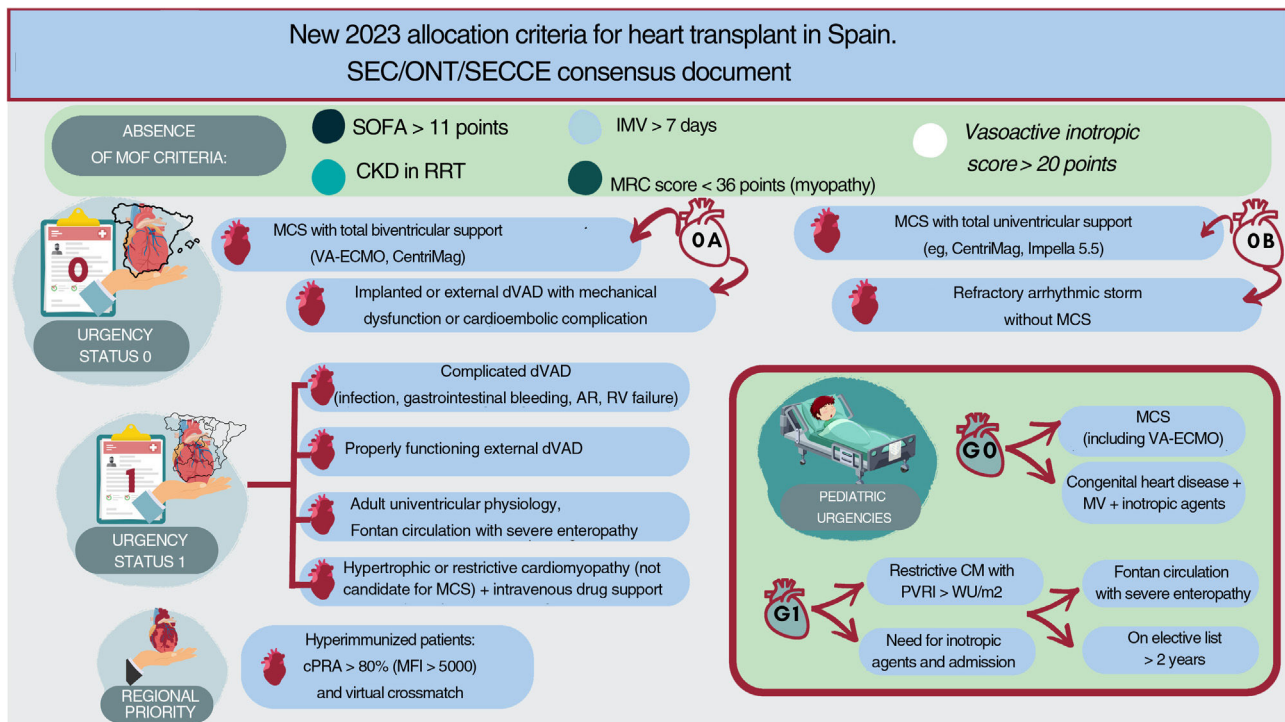 New 2023 allocation criteria for heart transplant in Spain.
SEC/ONT/SECCE consensus document
ABSENCE
OF MOF CRITERIA:
SOFA > 11 points
CKD in RRT
IMV > 7 days
MRC score < 36 points (myopathy)
Vasoactive inotropic
score > 20 points
0
URGENCY
STATUS 0
MCS with total biventricular support
(VA-ECMO, CentriMag)
0A
Implanted or external dVAD with mechanical
dysfunction or cardioembolic complication
MCS with total univentricular support
(eg, CentriMag, Impella 5.5)
0B
Refractory arrhythmic storm
without MCS
1
URGENCY
STATUS 1
Complicated dVAD
(infection, gastrointestinal bleeding, AR, RV failure)
Properly functioning external dVAD
Adult univentricular physiology,
Fontan circulation with severe enteropathy
Hypertrophic or restrictive cardiomyopathy (not
candidate for MCS) + intravenous drug support
REGIONAL
PRIORITY
Hyperimmunized patients:
cPRA > 80% (MFI > 5000)
and virtual crossmatch
PEDIATRIC
URGENCIES
G0
MCS
(including VA-ECMO)
Congenital heart disease +
MV + inotropic agents
G1
Restrictive CM with
PVRI > WU/m2
Need for inotropic
agents and admission
Fontan circulation
with severe enteropathy
On elective list
> 2 years